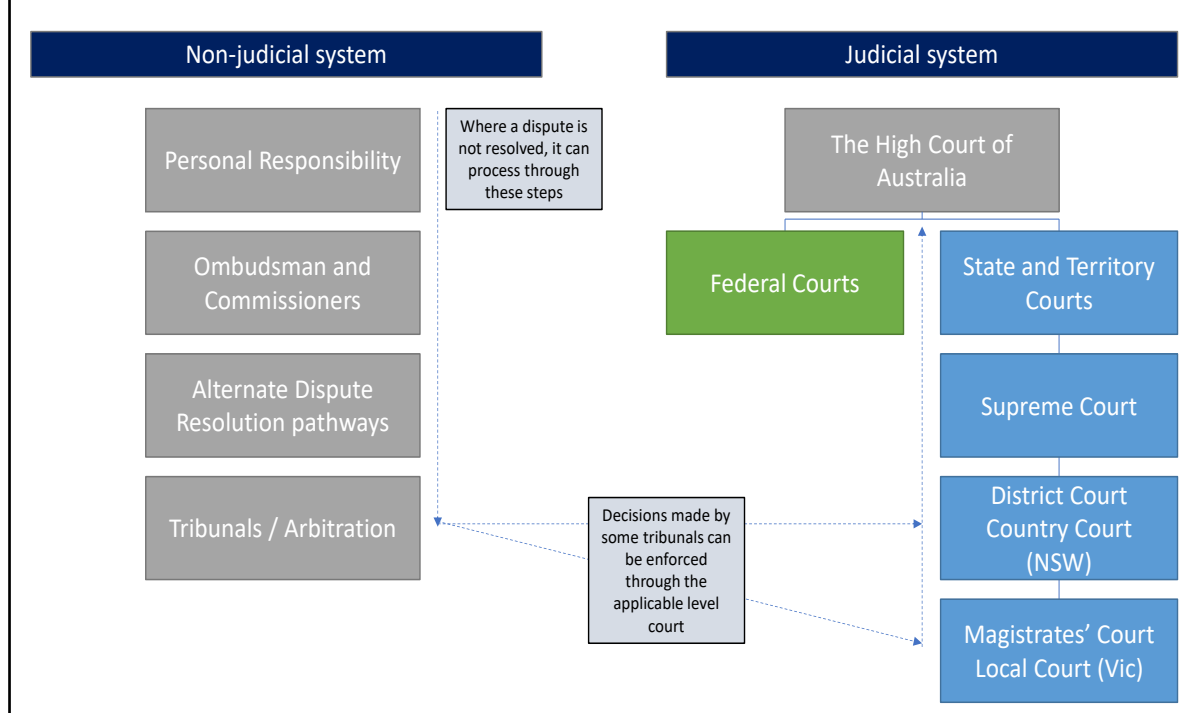 Non-judicial system
Judicial system
Personal Responsibility
Where a dispute is
not resolved, it can
process through
these steps
The High Court of
Australia
Ombudsman and
Commissioners
Federal Courts
State and Territory
Courts
Alternate Dispute
Resolution pathways
Supreme Court
Tribunals / Arbitration
Decisions made by
some tribunals can
be enforced
through the
applicable level
court
District Court
Country Court
(NSW)
Magistrates’ Court
Local Court (Vic)